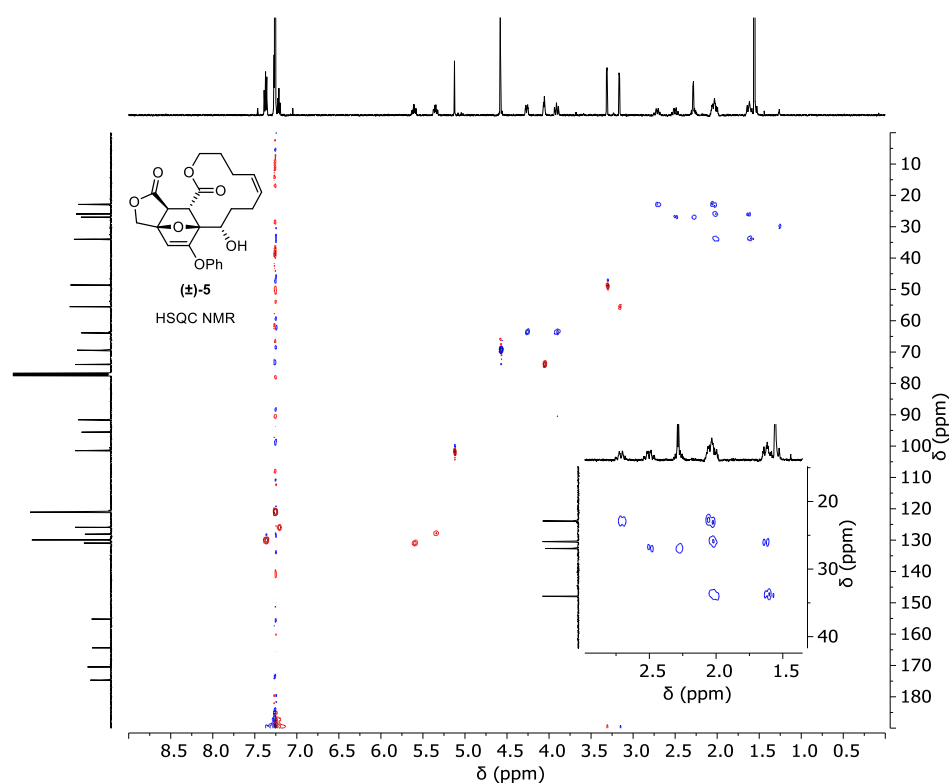 O
O
O
O
O
OH
OPh
(±)-5
HSQC NMR
10
20
30
40
50
60
70
80
90
100
110
120
130
140
150
160
170
180
δ (ppm)
20
30
40
δ (ppm)
2.5 2.0 1.5
δ (ppm)
8.5 8.0 7.5 7.0 6.5 6.0 5.5 5.0 4.5 4.0 3.5 3.0 2.5 2.0 1.5 1.0 0.5
δ (ppm)